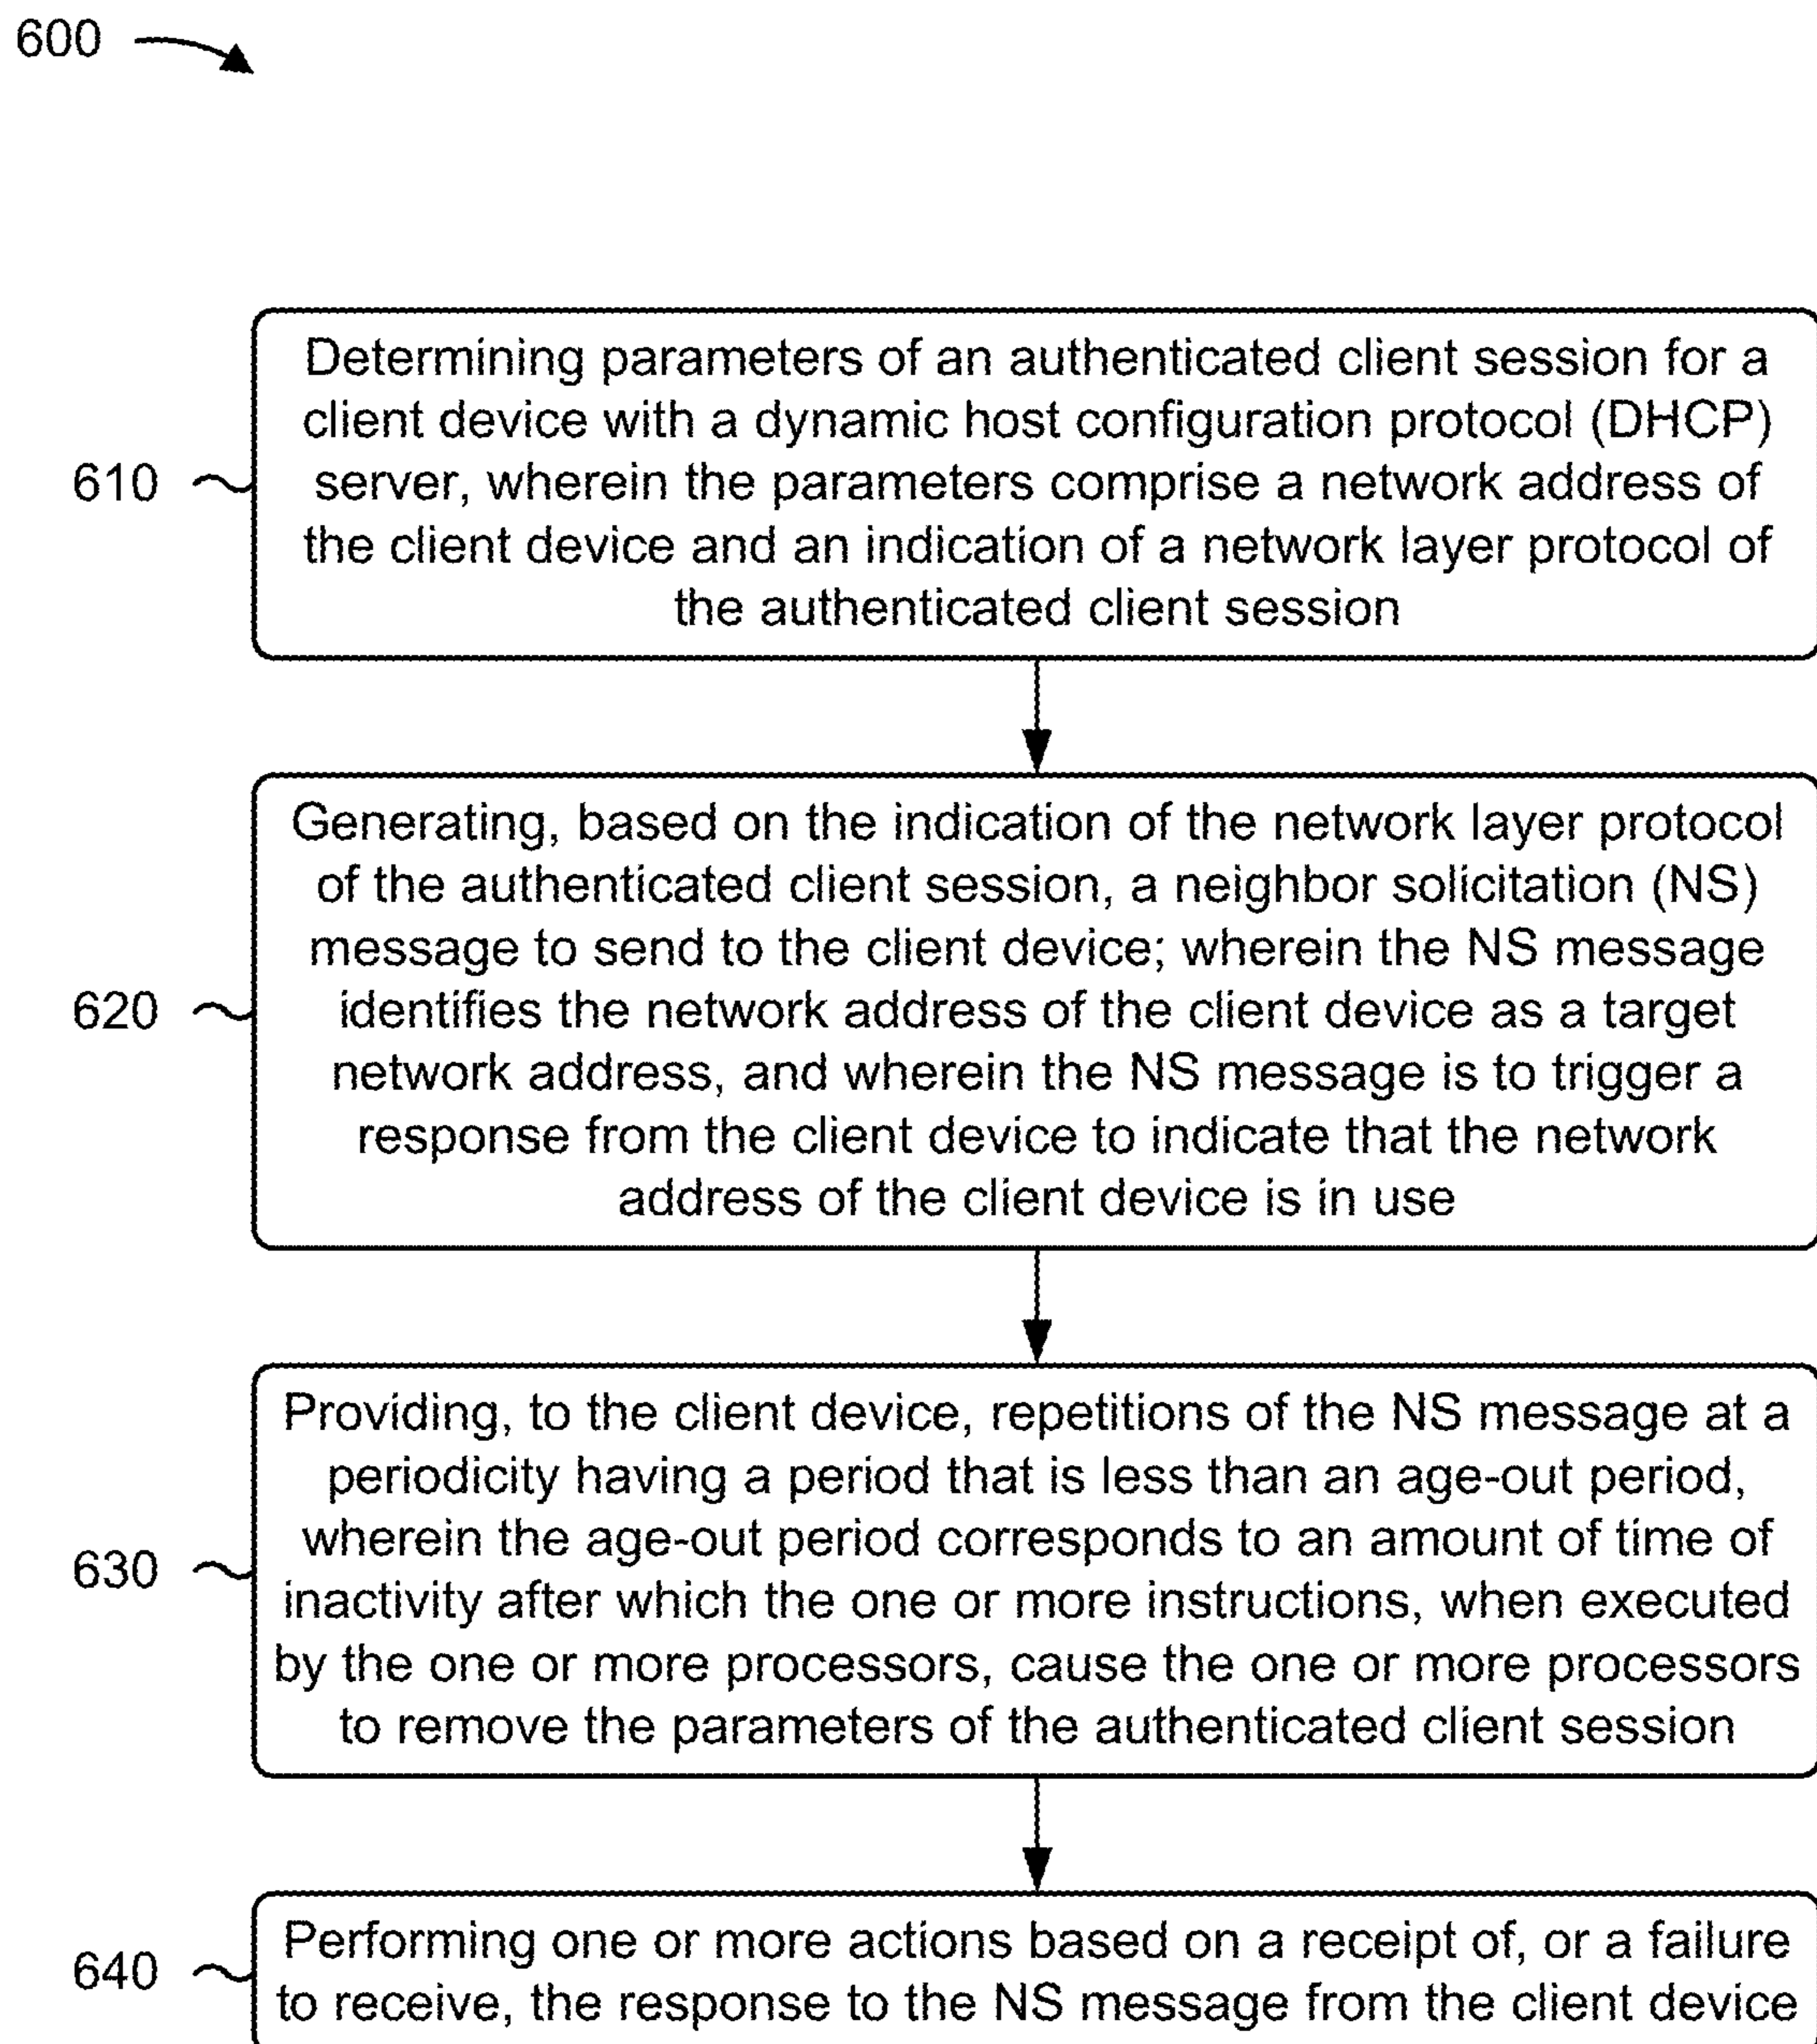 600
Determining parameters of an authenticated client session for a
client device with a dynamic host configuration protocol (DHCP)
610
server, wherein the parameters comprise a network address of
the client device and an indication of a network layer protocol of
the authenticated client session
Generating, based on the indication of the network layer protocol
of the authenticated client session, a neighbor solicitation (NS)
message to send to the client device; wherein the NS message
620
identifies the network address of the client device as a target
network address, and wherein the NS message is to trigger a
response from the client device to indicate that the network
address of the client device is in use
Providing, to the client device, repetitions of the NS message at a
periodicity having a period that is less than an age-out period,
wherein the age-out period corresponds to an amount of time of
630
inactivity after which the one or more instructions, when executed
by the one or more processors, cause the one or more processors
to remove the parameters of the authenticated client session
Performing one or more actions based on a receipt of, or a failure
640
to receive, the response to the NS message from the client device